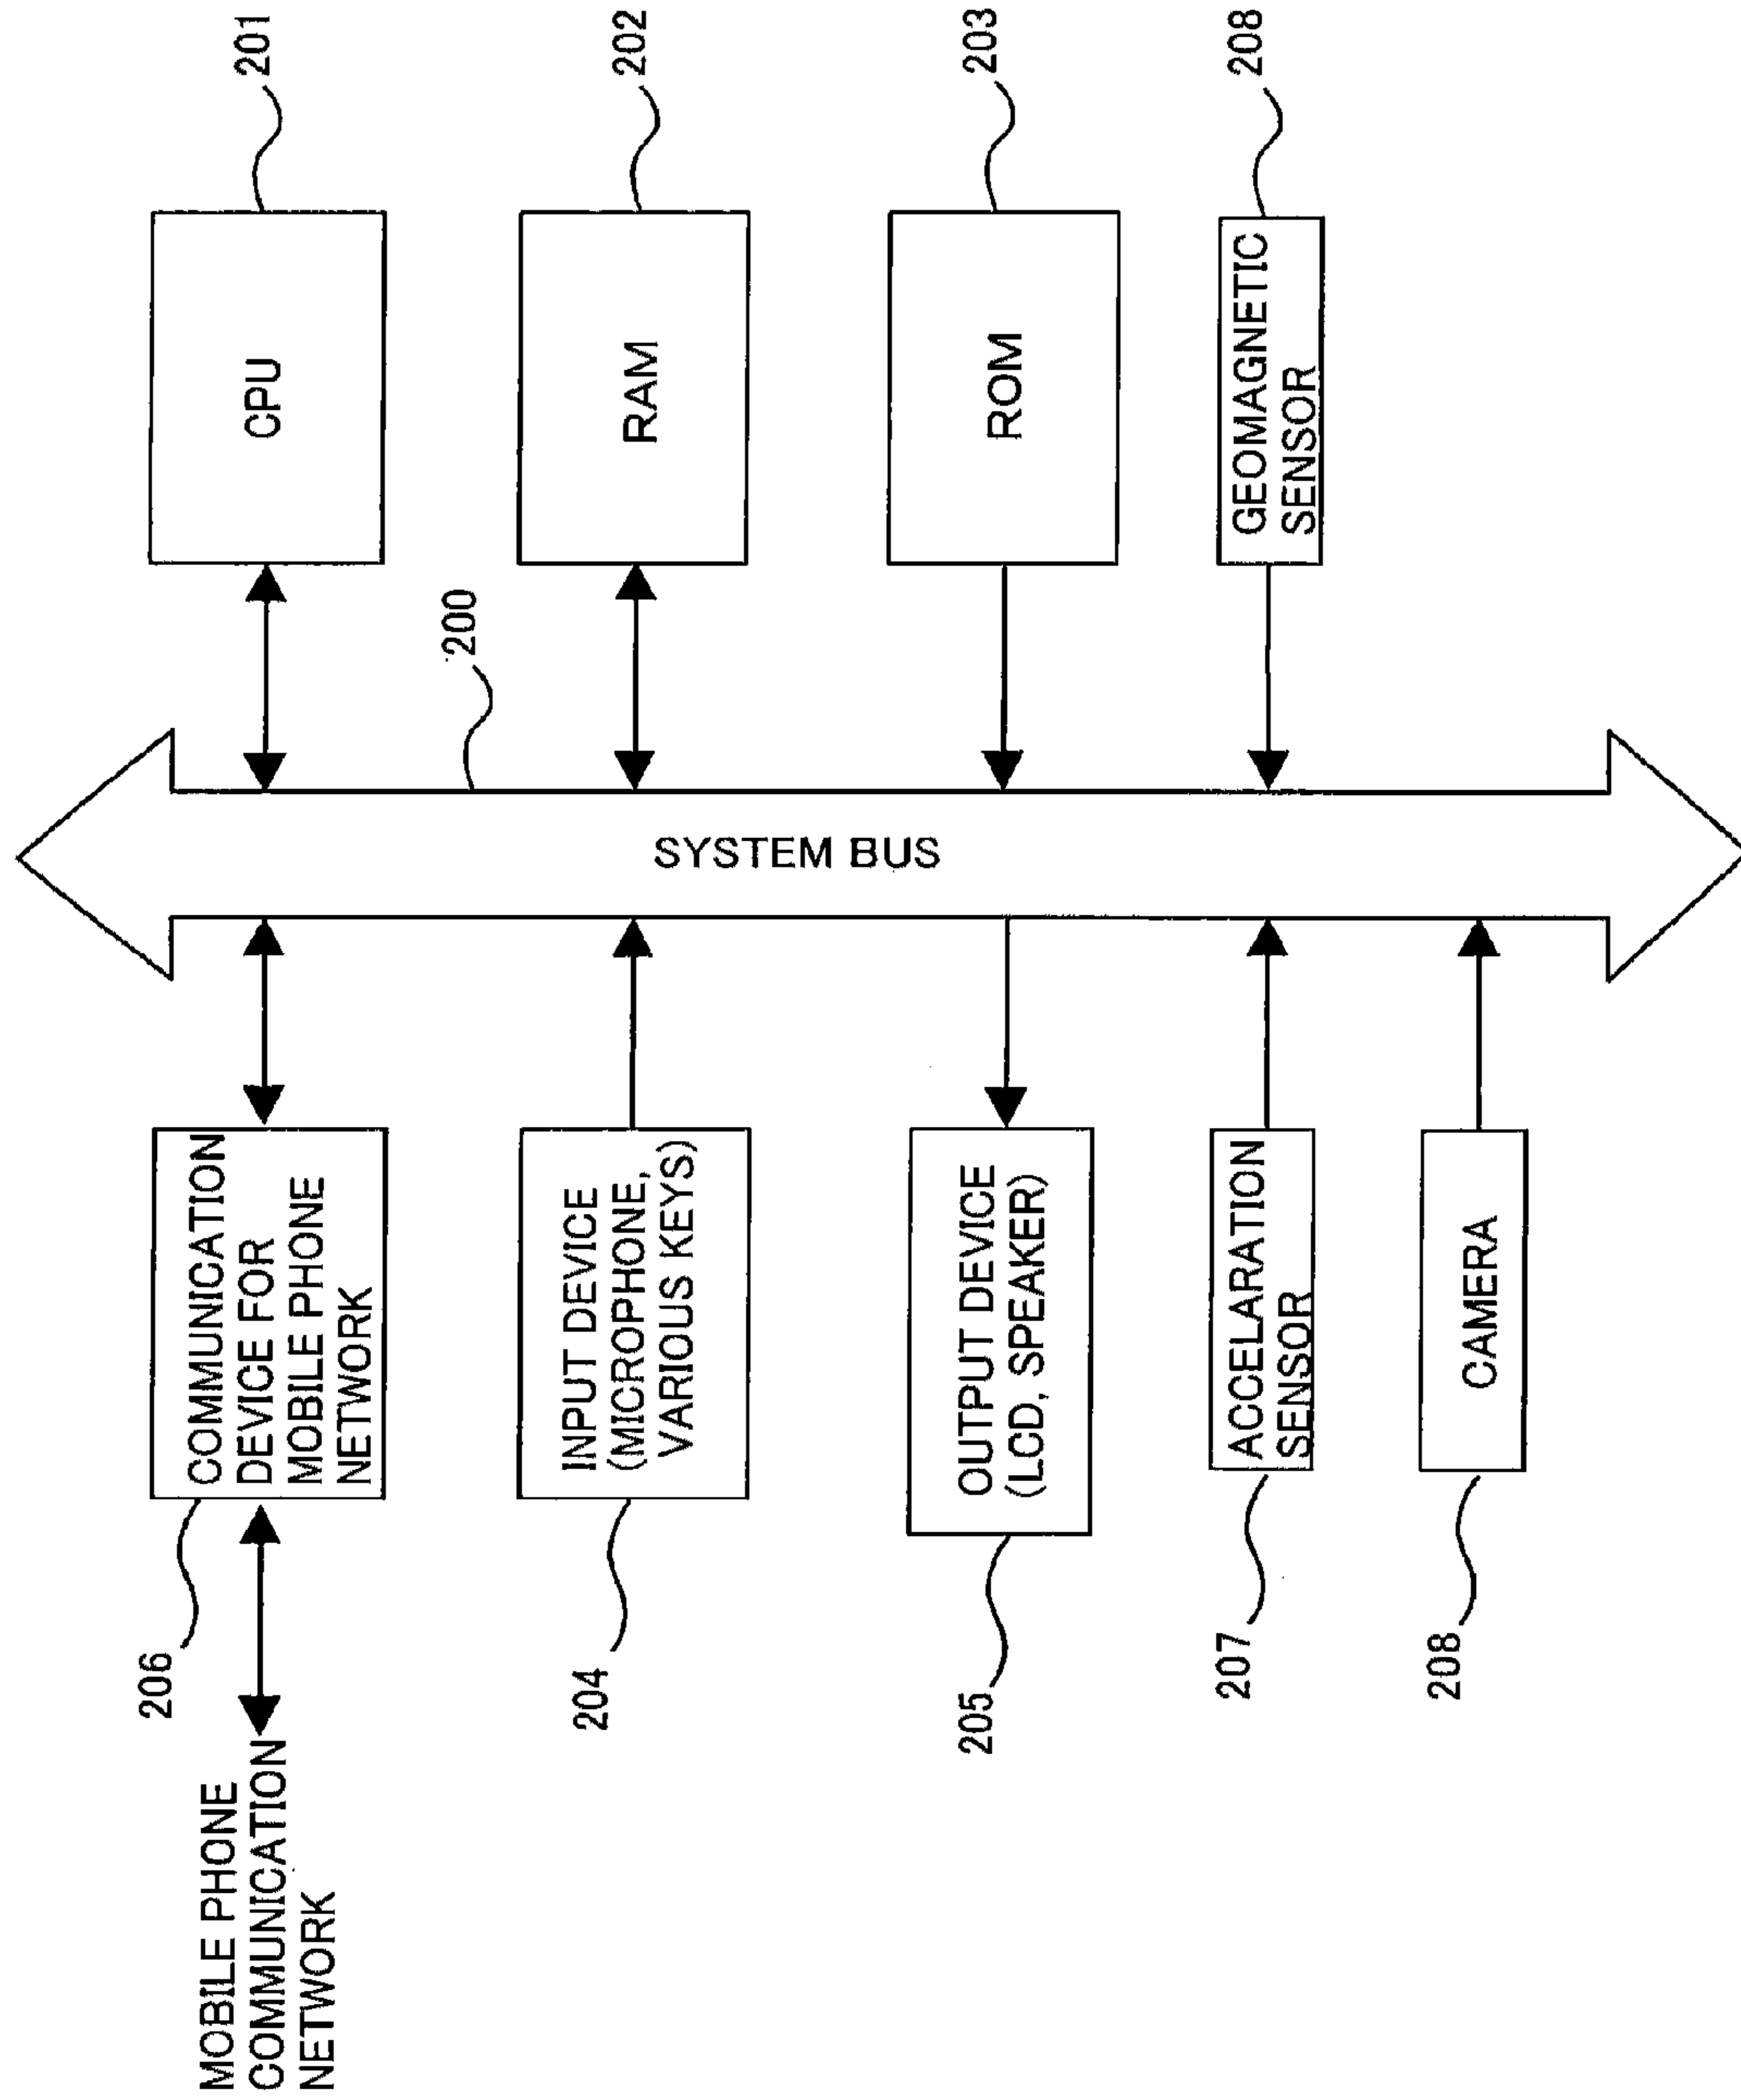 201
CPU
202
RAM
203
ROM
208
GEOMAGNETIC
SENSOR
200
SYSTEM BUS
COMMUNICATION
DEVICE FOR
MOBILE PHONE
NETWORK
206
MOBILE PHONE
COMMUNICATION
NETWORK
INPUT DEVICE
(MICROPHONE,
VARIOUS KEYS)
204
OUTPUT DEVICE
(LCD, SPEAKER)
205
ACCELARATION
SENSOR
207
CAMERA
208